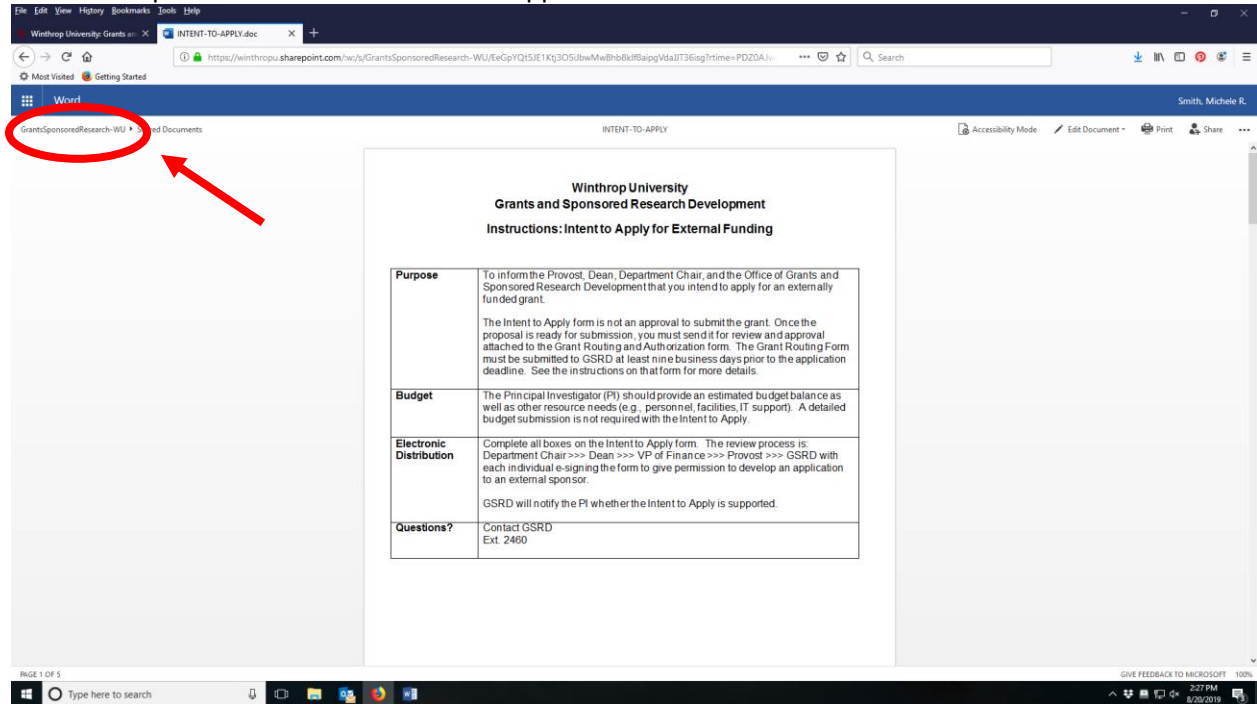 File Edit View History Bookmarks Tools Help
Winthrop University: Grants an
INTENT-TO-APPLY.doc
Search
Most Visited Getting Started
Word
Smith, Michele R.
GrantsSponsoredResearch-WU Documents
INTENT-TO-APPLY
Accessibility Mode Edit Document Print Share
Winthrop University
Grants and Sponsored Research Development
Instructions: Intent to Apply for External Funding
Purpose
To inform the Provost, Dean, Department Chair, and the Office of Grants and
Sponsored Research Development that you intend to apply for an externally
funded grant.
The Intent to Apply form is not an approval to submit the grant. Once the
proposal is ready for submission, you must send it for review and approval
attached to the Grant Routing and Authorization form. The Grant Routing Form
must be submitted to GSRD at least nine business days prior to the application
deadline. See the instructions on that form for more details.
Budget
The Principal Investigator (PI) should provide an estimated budget balance as
well as other resource needs (e.g., personnel, facilities, IT support). A detailed
budget submission is not required with the Intent to Apply.
Electronic
Distribution
Complete all boxes on the Intent to Apply form. The review process is:
Department Chair >>> Dean >>> VP of Finance >>> Provost >>> GSRD with
each individual e-signing the form to give permission to develop an application
to an external sponsor.
GSRD will notify the PI whether the Intent to Apply is supported.
Questions?
Contact GSRD
Ext. 2460
PAGE 1 OF 5
GIVE FEEDBACK TO MICROSOFT 100%
Type here to search
2:27 PM
8/20/2019